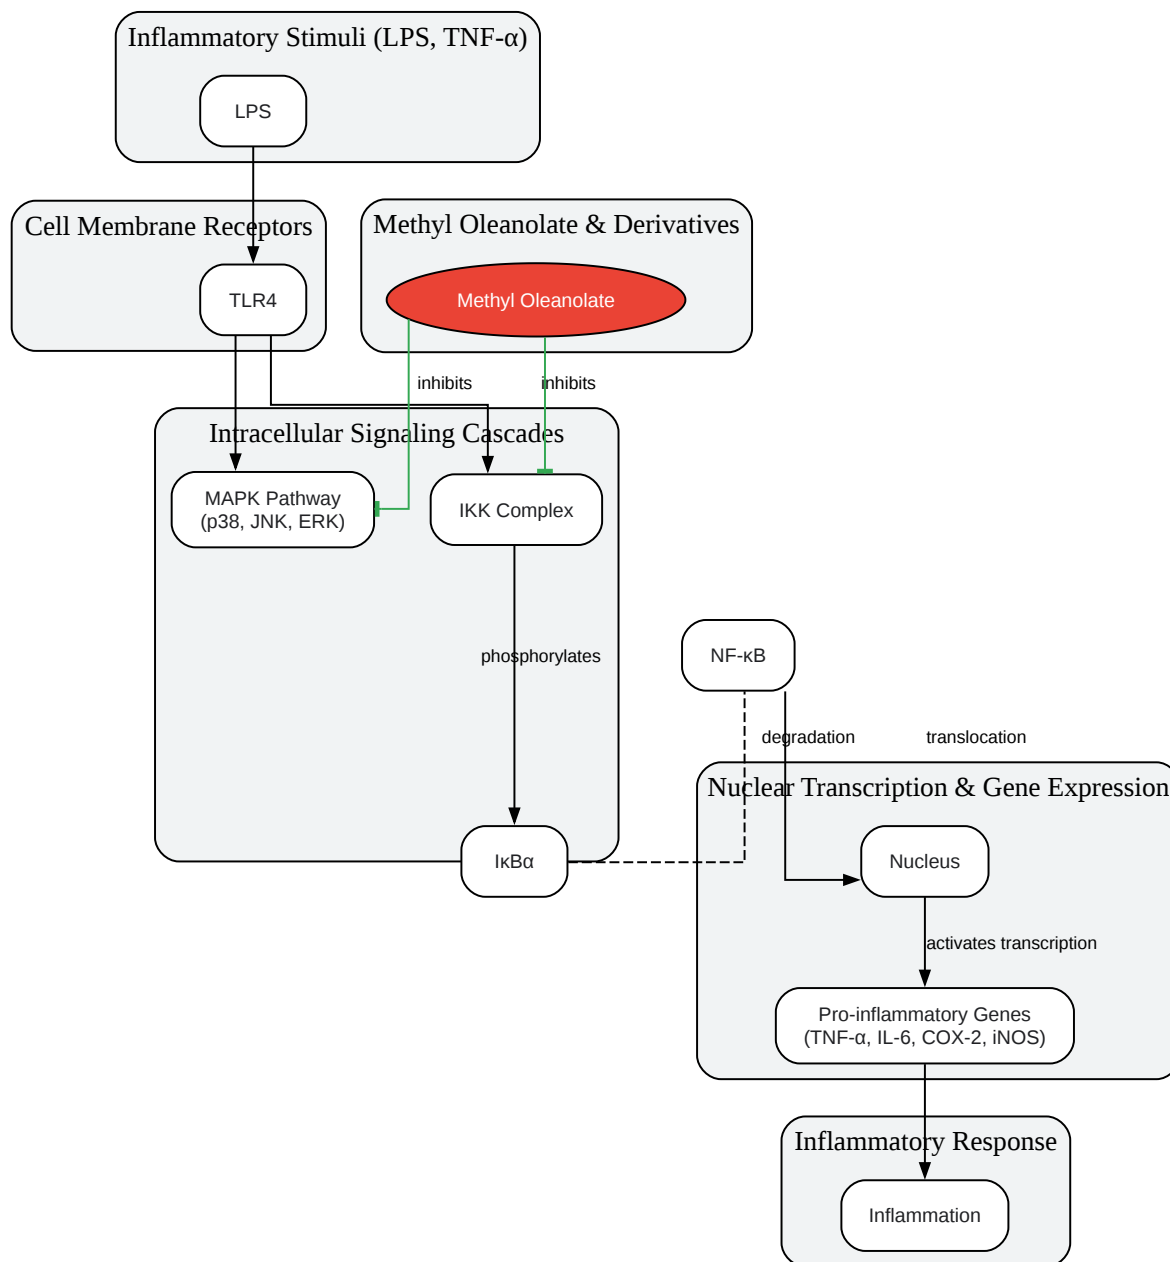 Inflammatory Stimuli (LPS, TNF-α)
LPS
Cell Membrane Receptors
Methyl Oleanolate & Derivatives
TLR4
Methyl Oleanolate
inhibits
inhibits
Intracellular Signaling Cascades
MAPK Pathway
(p38, JNK, ERK)
IKK Complex
phosphorylates
NF-κB
degradation
translocation
Nuclear Transcription & Gene Expression
IκBα
Nucleus
activates transcription
Pro-inflammatory Genes
(TNF-α, IL-6, COX-2, iNOS)
Inflammatory Response
Inflammation